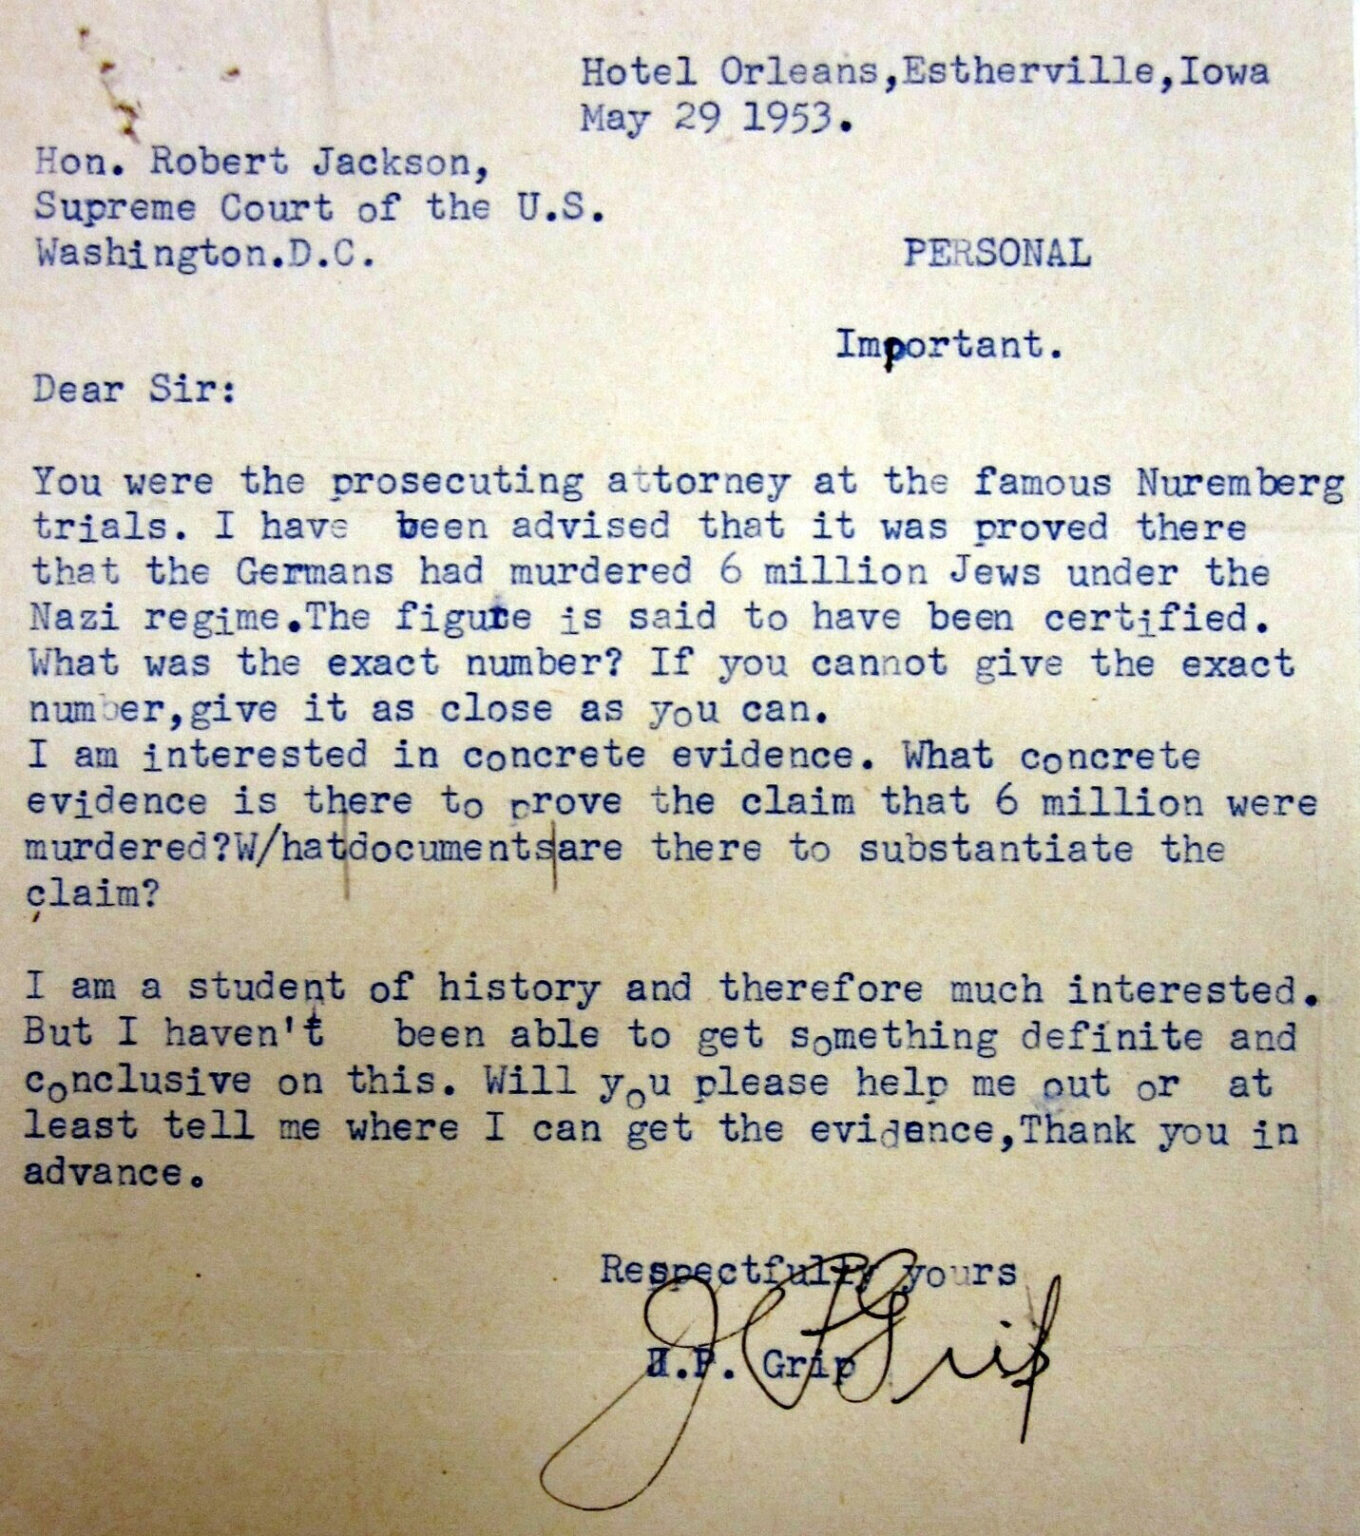 Hotel Orleans,Estherville,Iowa
May 29 1953.
Hon. Robert Jackson,
Supreme Court of the U.S.
Washington.D.C.
PERSONAL
Important.
Dear Sir:
You were the prosecuting attorney at the famous Nuremberg
trials. I have been advised that it was proved there
that the Germans had murdered 6 million Jews under the
Nazi regime.The figure is said to have been certified.
What was the exact number? If you cannot give the exact
number,give it as close as you can.
I am interested in concrete evidence. What concrete
evidence is there to prove the claim that 6 million were
murdered?W/hat|documents|are there to substantiate the
claim?
I am a student of history and therefore much interested.
But I haven't been able to get something definite and
conclusive on this. Will you please help me out or at
least tell me where I can get the evidence,Thank you in
advance.
Respectfully yours
Grip
P. Grip